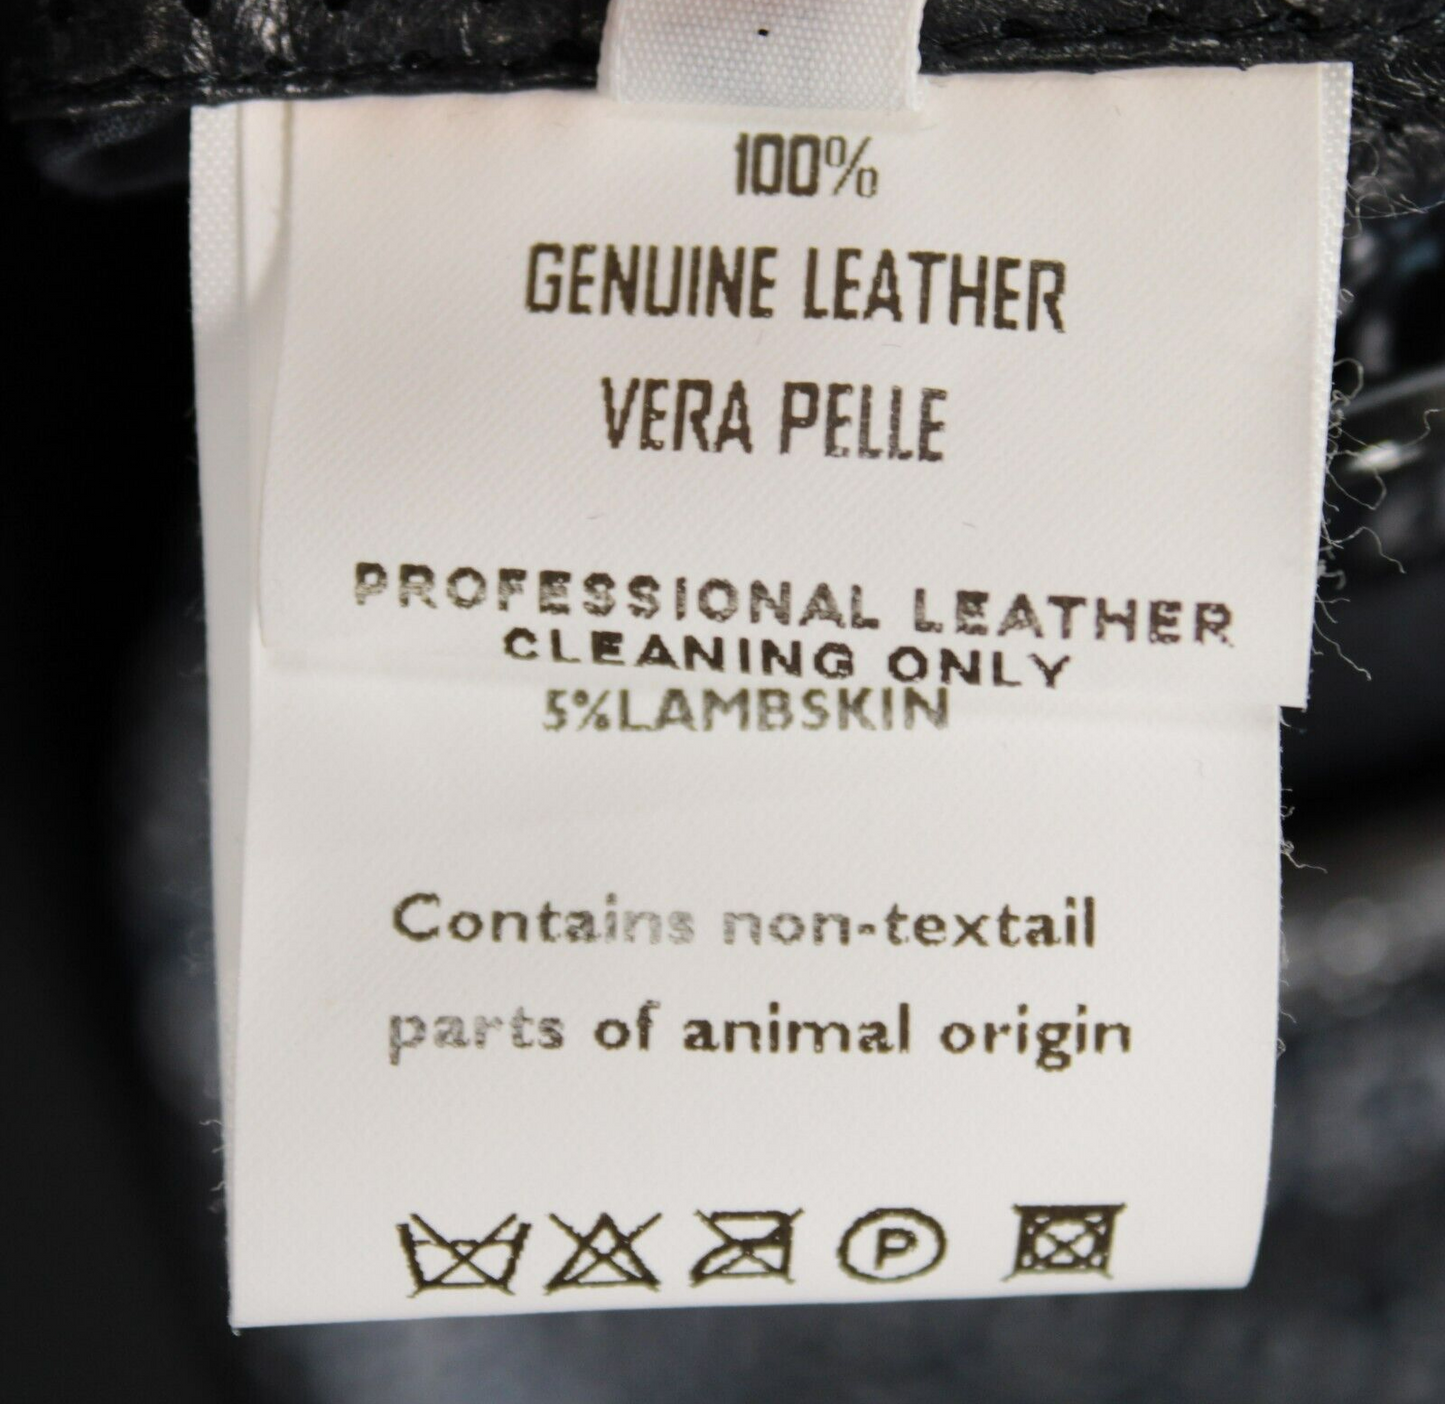 100%
GENUINE LEATHER
VERA PELLE
PROFESSIONAL LEATHER
CLEANING ONLY
5%LAMBSKIN
Contains non-textail
parts of animal origin
P